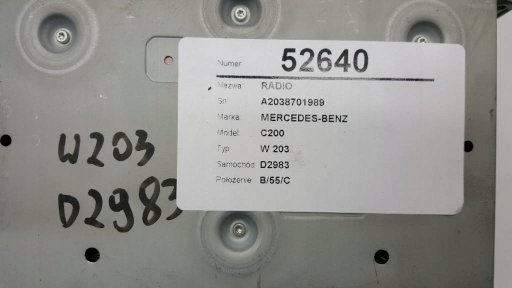 Numer 52640
Nazwa: RADIO
Sn: A2038701989
Marka: MERCEDES-BENZ
Model: C200
Typ W 203
Samochód D2983
Położenie B/55/C
W203
D2983